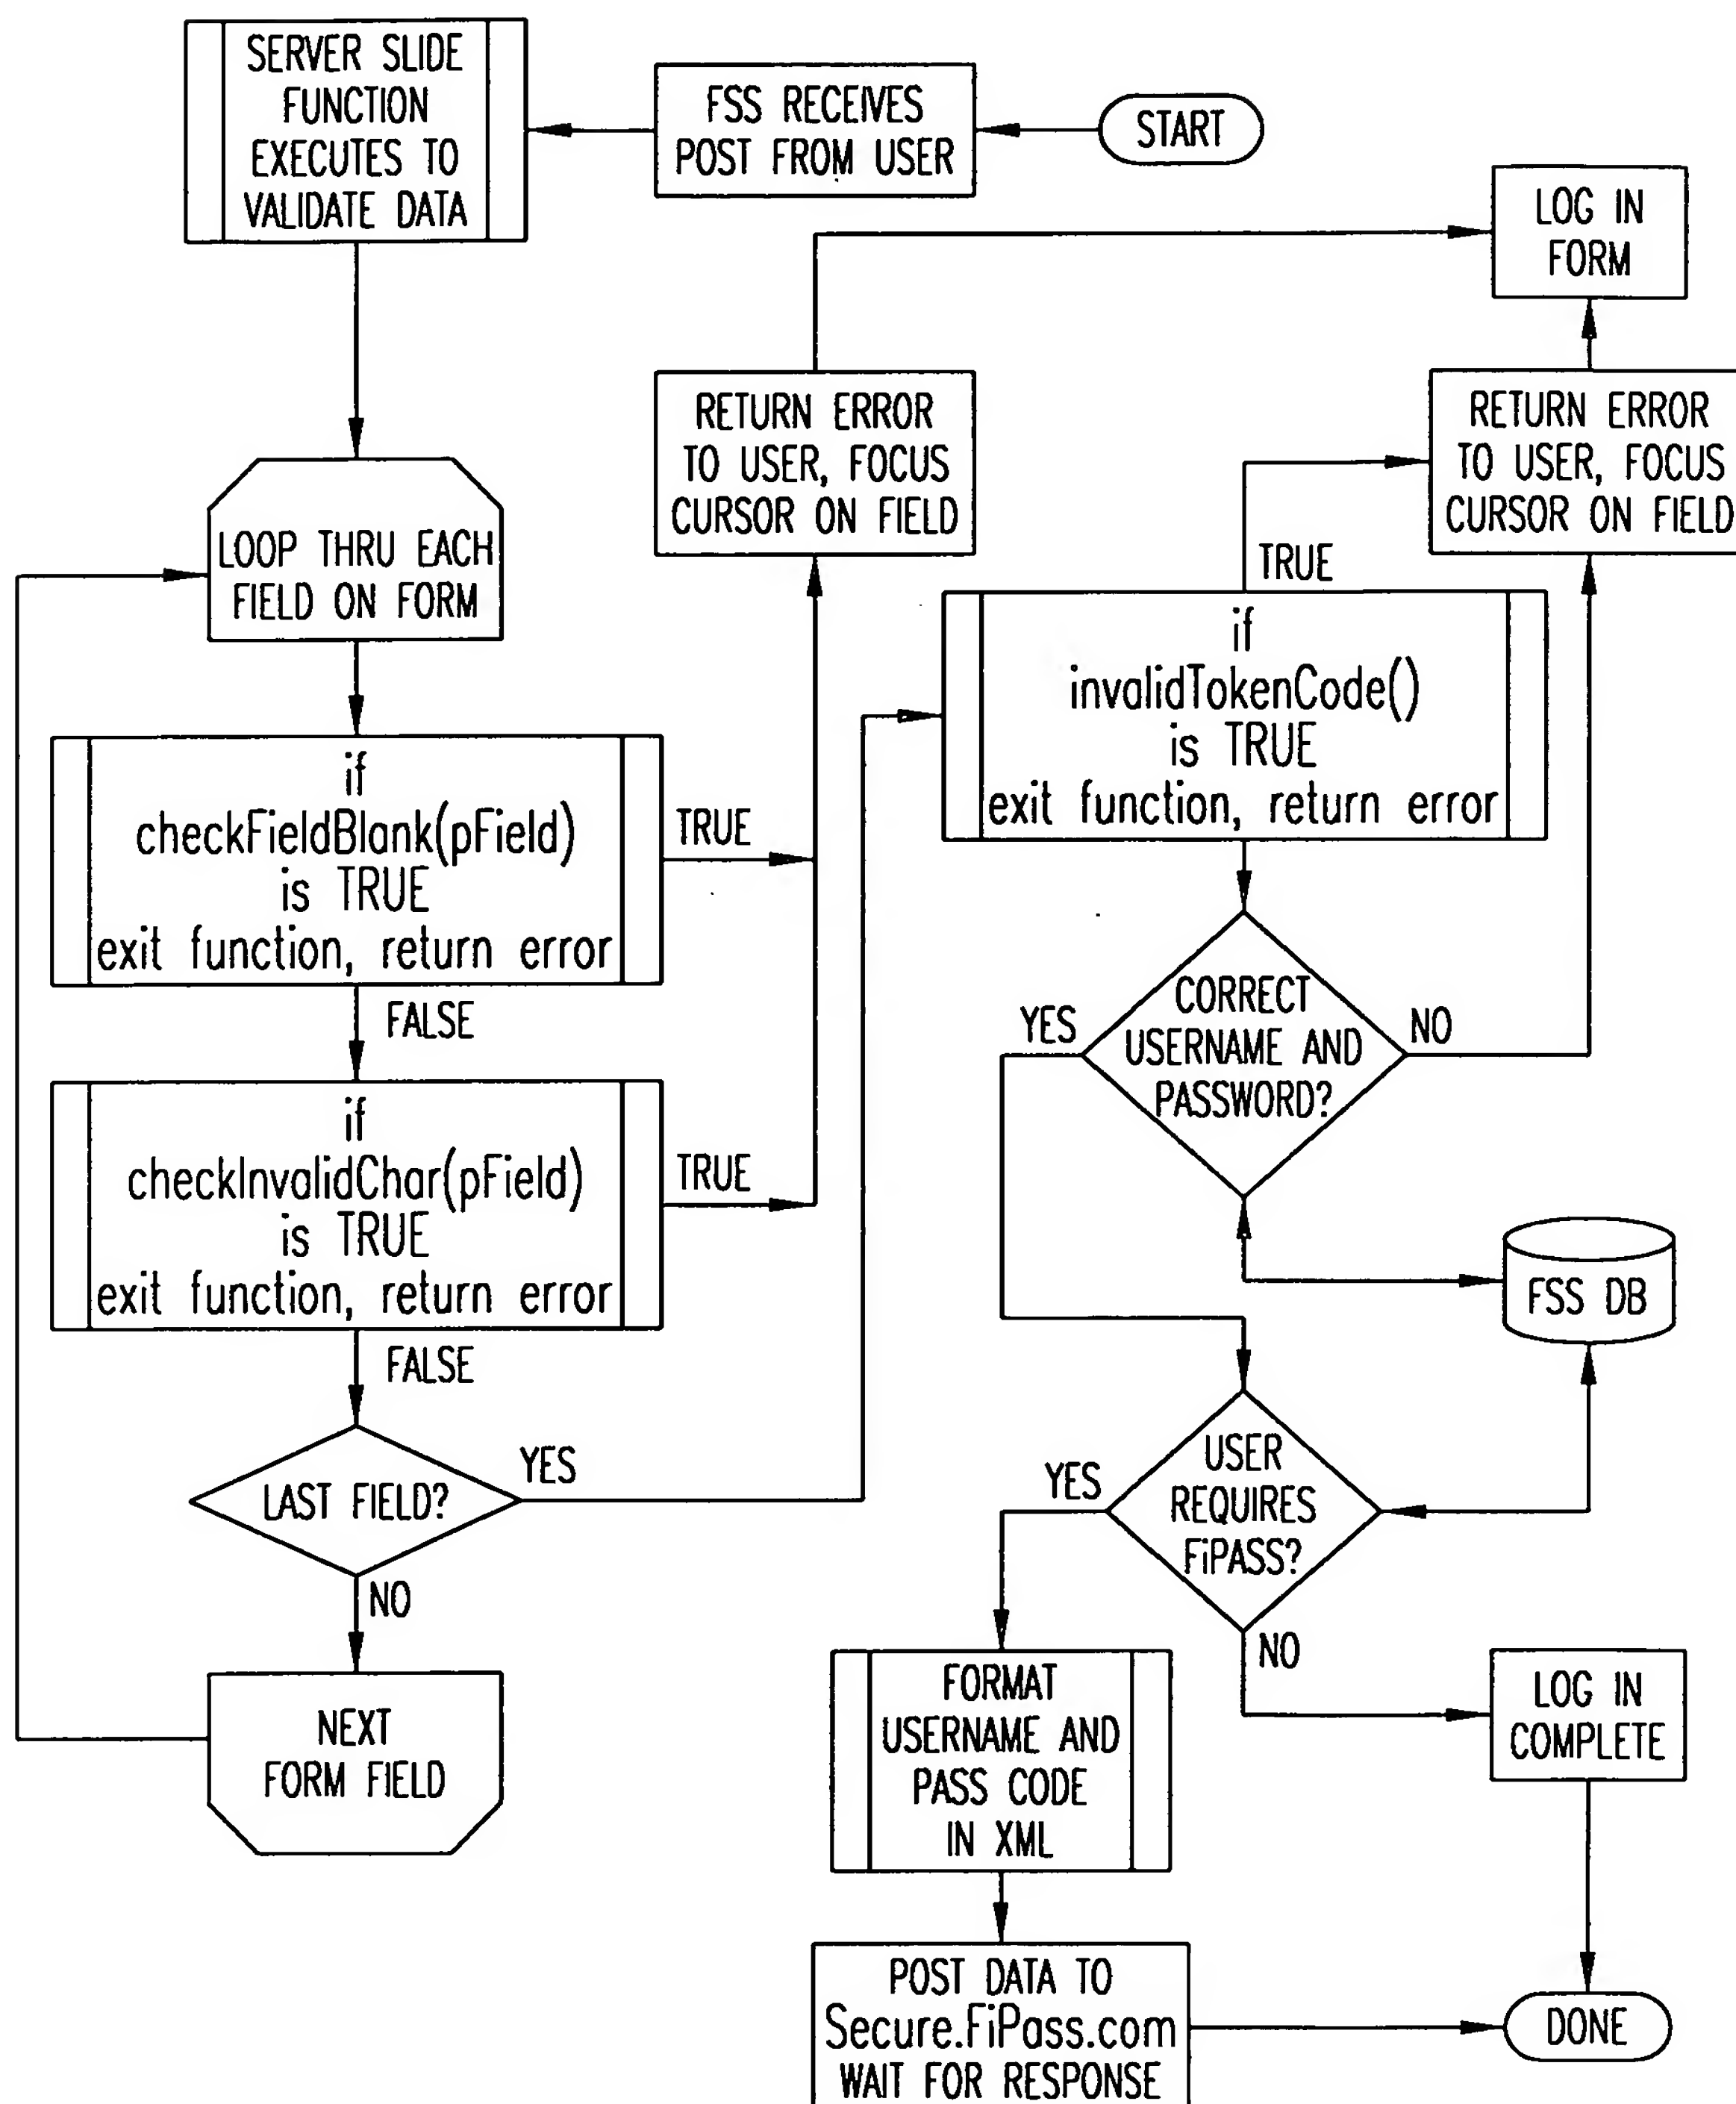 START
FSS RECEIVES
POST FROM USER
SERVER SLIDE
FUNCTION
EXECUTES TO
VALIDATE DATA
LOOP THRU EACH
FIELD ON FORM
if
checkFieldBlank(pField)
is TRUE
exit function, return error
TRUE
FALSE
if
checkInvalidChar(pField)
is TRUE
exit function, return error
TRUE
FALSE
LAST FIELD?
YES
NO
NEXT
FORM FIELD
RETURN ERROR
TO USER, FOCUS
CURSOR ON FIELD
LOG IN
FORM
RETURN ERROR
TO USER, FOCUS
CURSOR ON FIELD
TRUE
if
invalidTokenCode()
is TRUE
exit function, return error
CORRECT
USERNAME AND
PASSWORD?
YES
NO
FSS DB
USER
REQUIRES
FiPASS?
YES
NO
FORMAT
USERNAME AND
PASS CODE
IN XML
LOG IN
COMPLETE
POST DATA TO
Secure.FiPass.com
WAIT FOR RESPONSE
DONE